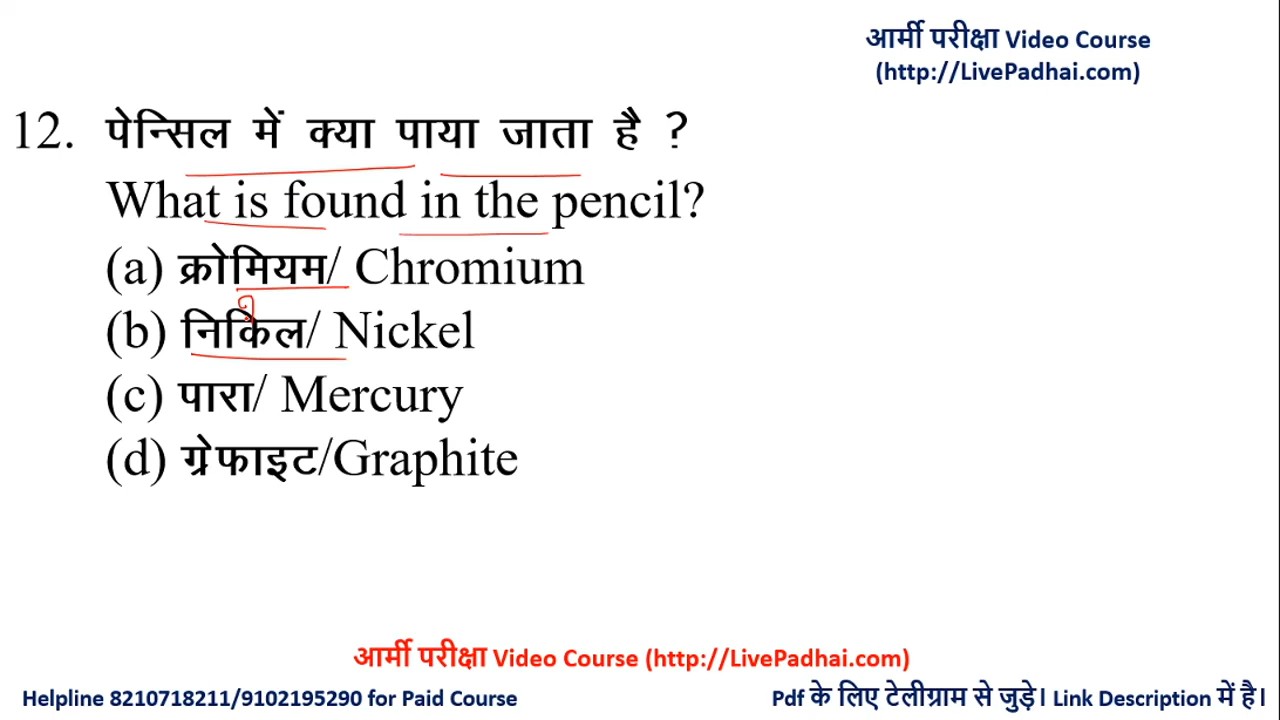 आर्मी परीक्षा Video Course
(http://LivePadhai.com)
12. पेन्सिल में क्या पाया जाता है ?
What is found in the pencil?
(a) क्रोमियम/ Chromium
(b) निकिल/ Nickel
(c) पारा/ Mercury
(d) ग्रेफाइट/Graphite
आर्मी परीक्षा Video Course (http://LivePadhai.com)
Helpline 8210718211/9102195290 for Paid Course
Pdf के लिए टेलीग्राम से जुड़े। Link Description में है।